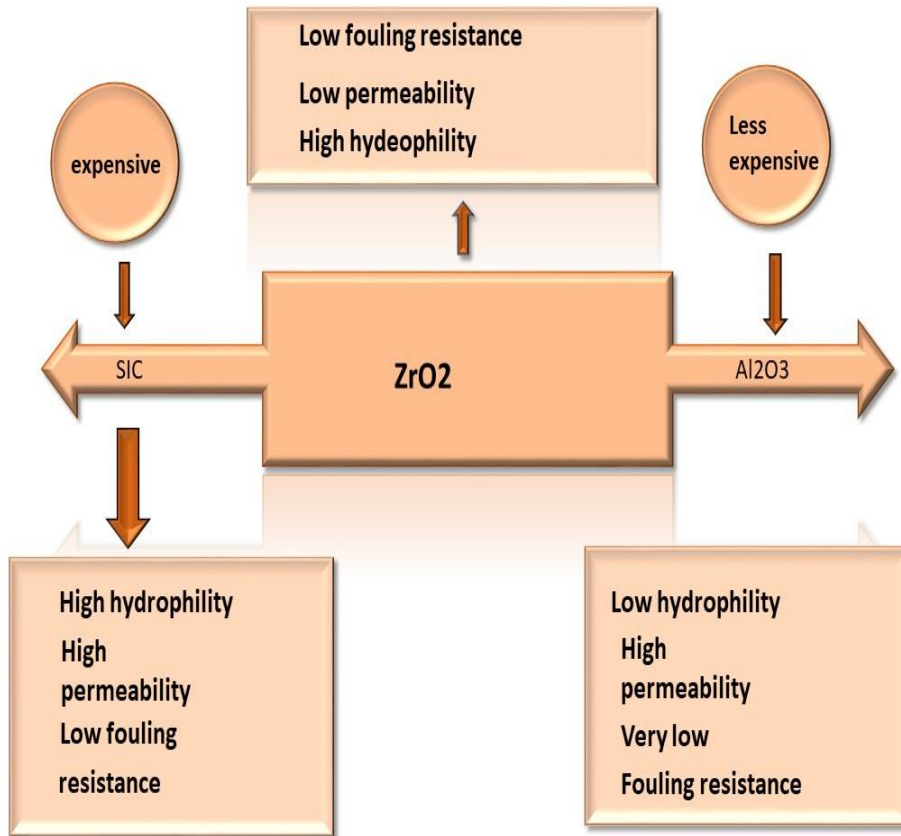 Low fouling resistance
Low permeability
High hydeophility
expensive
Less
expensive
SIC
ZrO2
Al2O3
High hydrophility
High
permeability
Low fouling
resistance
Low hydrophility
High
permeability
Very low
Fouling resistance